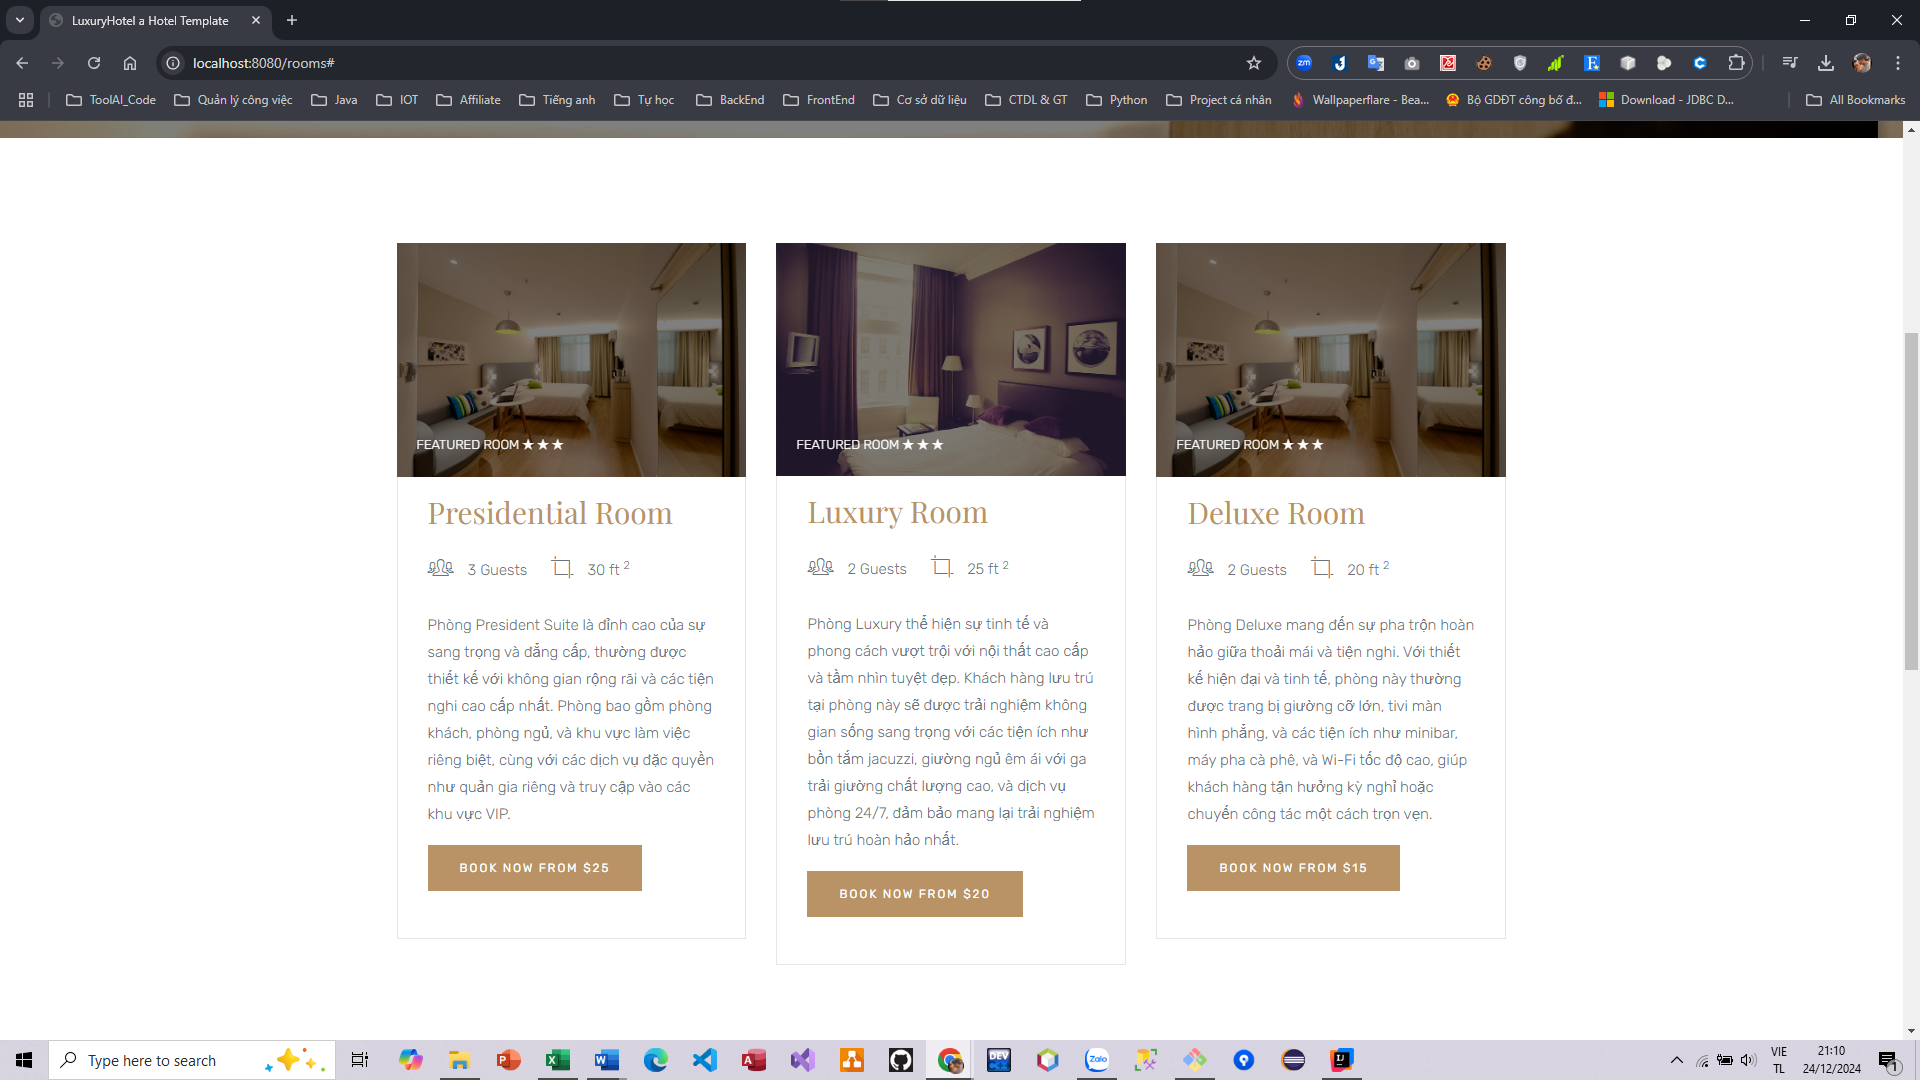 LuxuryHotel a Hotel Template
localhost:8080/rooms#
ToolAI_Code
Quản lý công việc
Java
IOT
Affiliate
Tiếng anh
Tự học
BackEnd
FrontEnd
Cơ sở dữ liệu
CTDL & GT
Python
Project cá nhân
Wallpaperflare - Bea...
Bộ GDĐT công bố đ...
Download - JDBC D...
All Bookmarks
FEATURED ROOM ★★★
Presidential Room
3 Guests
30 ft 2
Phòng President Suite là đỉnh cao của sự
sang trọng và đẳng cấp, thường được
thiết kế với không gian rộng rãi và các tiện
nghi cao cấp nhất. Phòng bao gồm phòng
khách, phòng ngủ, và khu vực làm việc
riêng biệt, cùng với các dịch vụ đặc quyền
như quản gia riêng và truy cập vào các
khu vực VIP.
BOOK NOW FROM $25
FEATURED ROOM ★★★
Luxury Room
2 Guests
25 ft 2
Phòng Luxury thể hiện sự tinh tế và
phong cách vượt trội với nội thất cao cấp
và tầm nhìn tuyệt đẹp. Khách hàng lưu trú
tại phòng này sẽ được trải nghiệm không
gian sống sang trọng với các tiện ích như
bồn tắm jacuzzi, giường ngủ êm ái với ga
trải giường chất lượng cao, và dịch vụ
phòng 24/7, đảm bảo mang lại trải nghiệm
lưu trú hoàn hảo nhất.
BOOK NOW FROM $20
FEATURED ROOM ★★★
Deluxe Room
2 Guests
20 ft 2
Phòng Deluxe mang đến sự pha trộn hoàn
hảo giữa thoải mái và tiện nghi. Với thiết
kế hiện đại và tinh tế, phòng này thường
được trang bị giường cỡ lớn, tivi màn
hình phẳng, và các tiện ích như minibar,
máy pha cà phê, và Wi-Fi tốc độ cao, giúp
khách hàng tận hưởng kỳ nghỉ hoặc
chuyến công tác một cách trọn vẹn.
BOOK NOW FROM $15
Type here to search
VIE
TL
21:10
24/12/2024
1